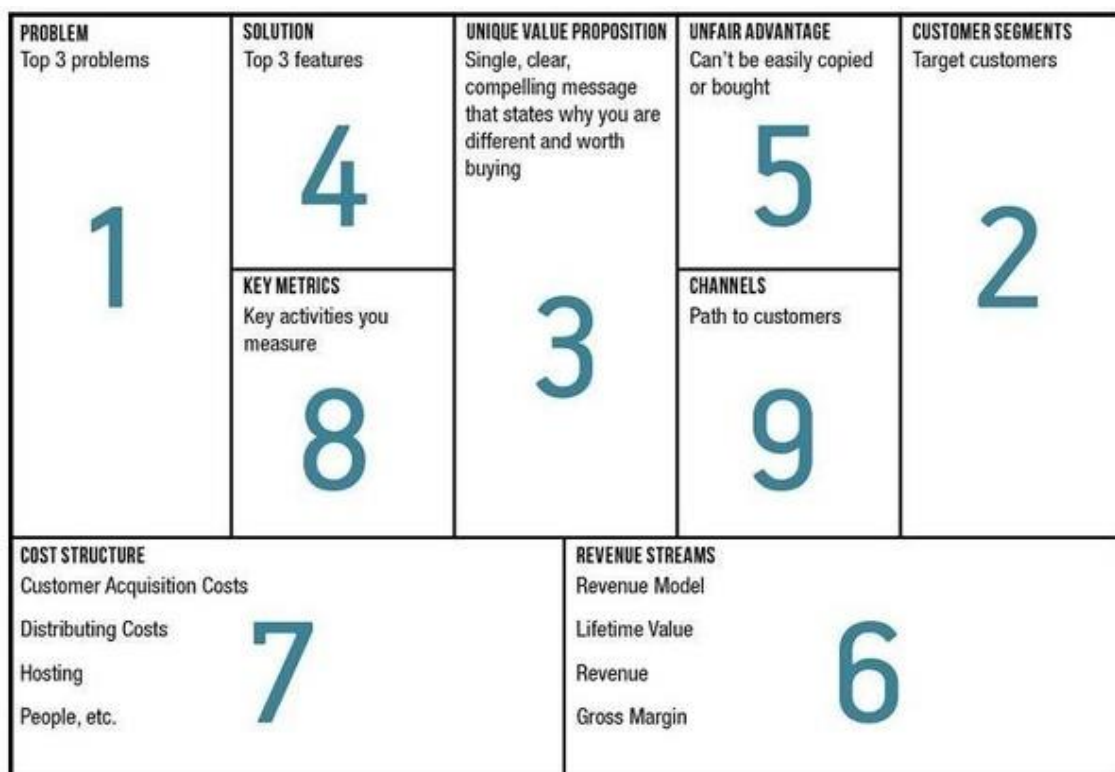 PROBLEM
Top 3 problems
1
SOLUTION
Top 3 features
4
KEY METRICS
Key activities you
measure
8
UNIQUE VALUE PROPOSITION
Single, clear,
compelling message
that states why you are
different and worth
buying
3
UNFAIR ADVANTAGE
Can't be easily copied
or bought
5
CHANNELS
Path to customers
9
CUSTOMER SEGMENTS
Target customers
2
COST STRUCTURE
Customer Acquisition Costs
Distributing Costs
Hosting
People, etc.
7
REVENUE STREAMS
Revenue Model
Lifetime Value
Revenue
Gross Margin
6